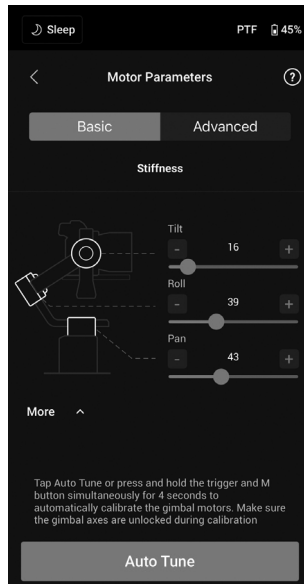 Sleep PTF 45%
Motor Parameters ?
Basic Advanced
Stiffness
Tilt
- 16 +
Roll
- 39 +
Pan
- 43 +
More
Tap Auto Tune or press and hold the trigger and M
button simultaneously for 4 seconds to
automatically calibrate the gimbal motors. Make sure
the gimbal axes are unlocked during calibration
Auto Tune